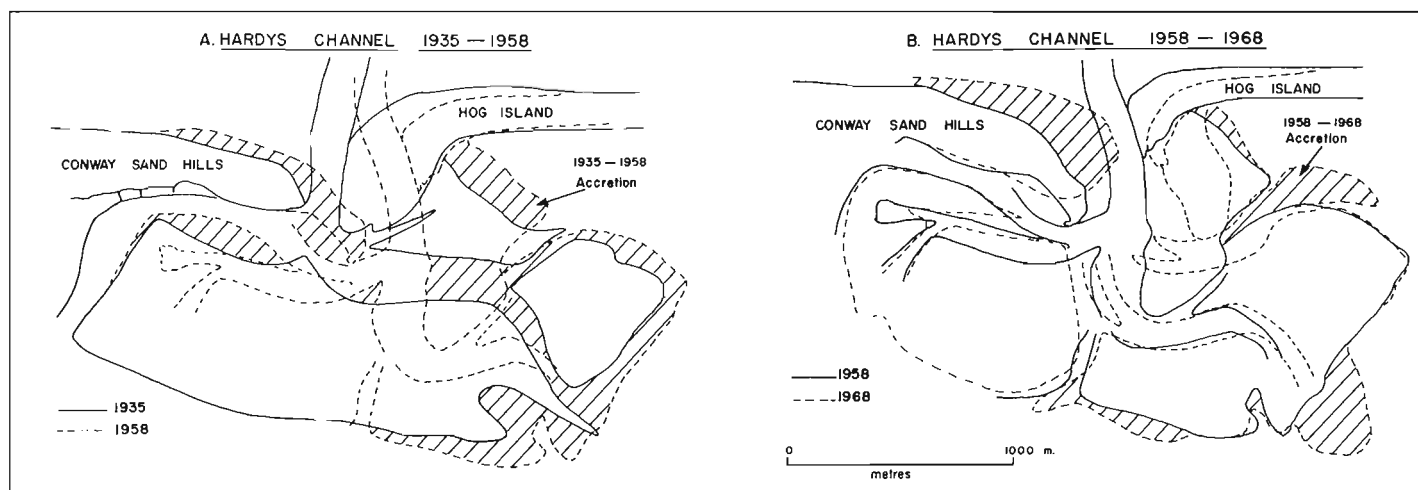 A. HARDYS CHANNEL 1935 — 1958
HOG ISLAND
CONWAY SAND HILLS
1935 — 1958
Accretion
1935
1958
B. HARDYS CHANNEL 1958 — 1968
HOG ISLAND
CONWAY SAND HILLS
1958 — 1968
Accretion
1958
1968
0 1000 m.
metres